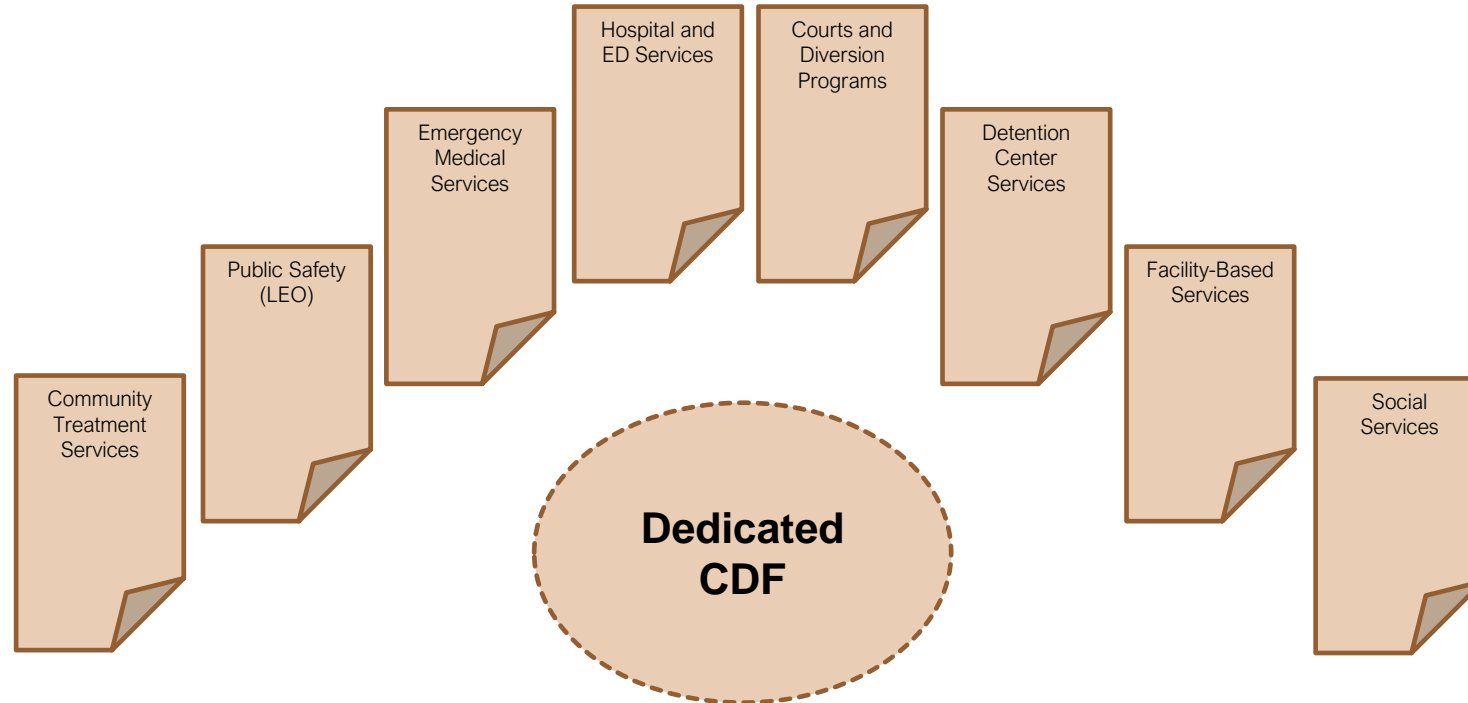 Community
Treatment
Services
Public Safety
(LEO)
Emergency
Medical
Services
Hospital and
ED Services
Courts and
Diversion
Programs
Detention
Center
Services
Facility-Based
Services
Social
Services
Dedicated
CDF